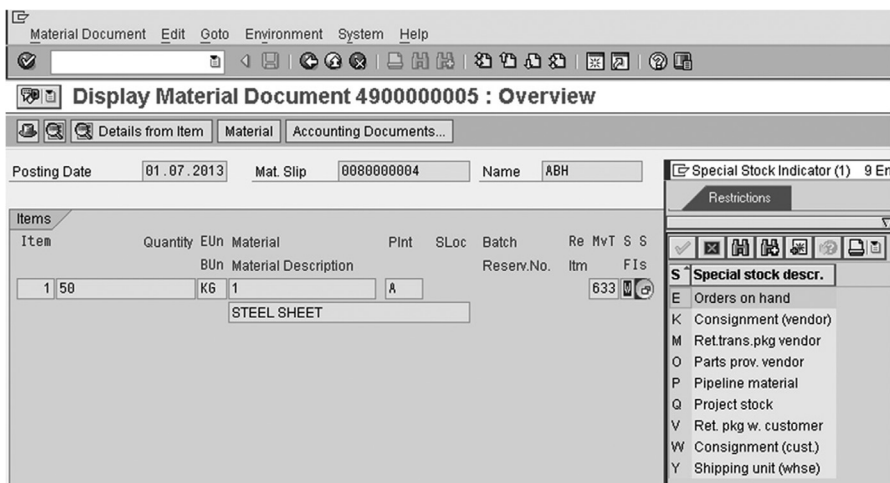 Material Document Edit Goto Environment System Help
Display Material Document 4900000005 : Overview
Details from Item Material Accounting Documents...
Posting Date 01.07.2013 Mat. Slip 0080000004 Name ABH
Items
Item Quantity EUn Material Plnt SLoc Batch Re MvT S S
BUn Material Description Reserv.No. Itm FIs
1 50 KG 1 A 633 W
STEEL SHEET
Special Stock Indicator (1) 9 En
Restrictions
S Special stock descr.
E Orders on hand
K Consignment (vendor)
M Ret.trans.pkg vendor
O Parts prov. vendor
P Pipeline material
Q Project stock
V Ret. pkg w. customer
W Consignment (cust.)
Y Shipping unit (whse)